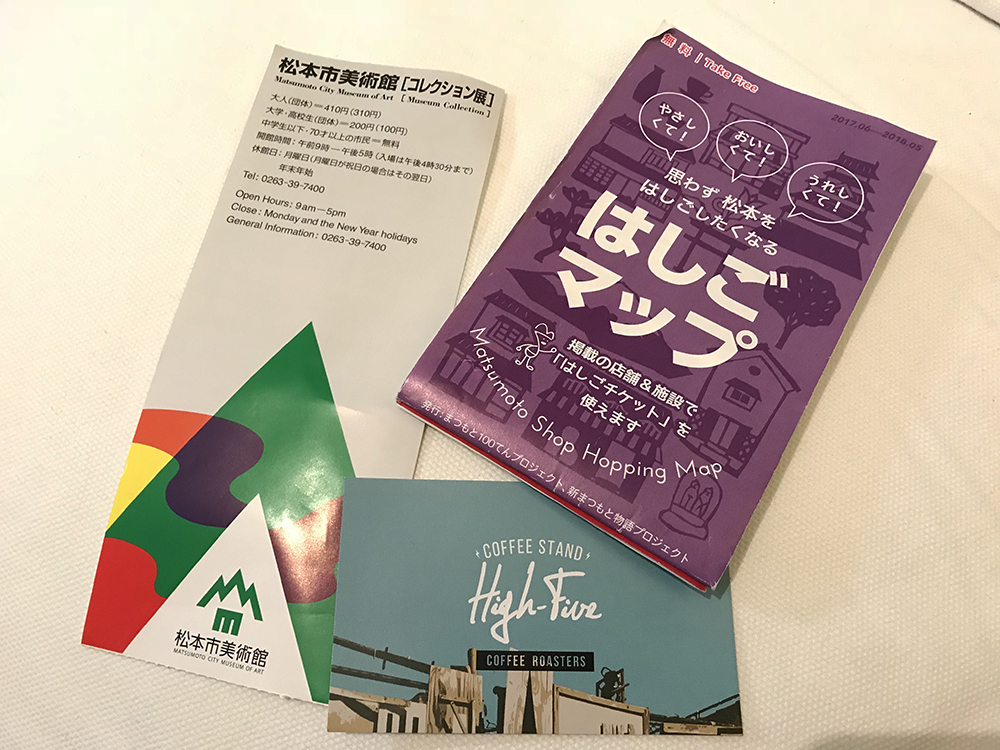 松本市美術館[コレクション展]
Matsumoto City Museum of Art [ Museum Collection ]
大人(団体)=410円(310円)
大学・高校生(団体)=200円(100円)
中学生以下・70才以上の市民=無料
開館時間:午前9時―午後5時(入場は午後4時30分まで)
休館日:月曜日(月曜日が祝日の場合はその翌日)
年末年始
Tel: 0263-39-7400
Open Hours: 9am―5pm
Close: Monday and the New Year holidays
General Information: 0263-39-7400
松本市美術館
MATSUMOTO CITY MUSEUM OF ART
無料 | Take Free
2017.06―2018.05
やさし
くて!
おいし
くて!
うれし
くて!
思わず 松本を
はしごしたくなる
はしご
マップ
掲載の店舗&施設で
「はしごチケット」を
使えます
Matsumoto Shop Hopping Map
発行:まつもと100てんプロジェクト、新まつもと物語プロジェクト
COFFEE STAND
High-Five
COFFEE ROASTERS